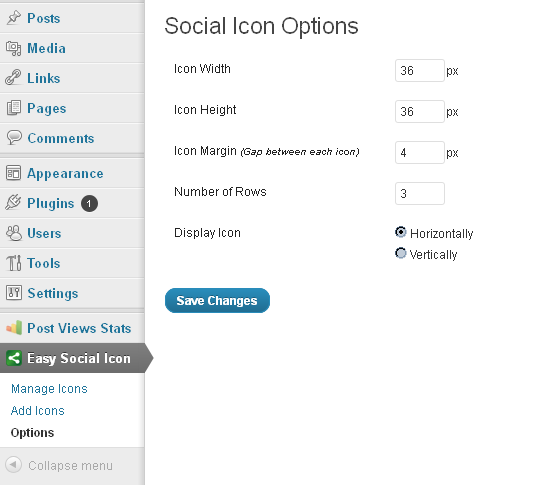 Posts
Media
Links
Pages
Comments
Appearance
Plugins 1
Users
Tools
Settings
Post Views Stats
Easy Social Icon
Manage Icons
Add Icons
Options
Collapse menu
Social Icon Options
Icon Width 36 px
Icon Height 36 px
Icon Margin (Gap between each icon) 4 px
Number of Rows 3
Display Icon Horizontally
Vertically
Save Changes